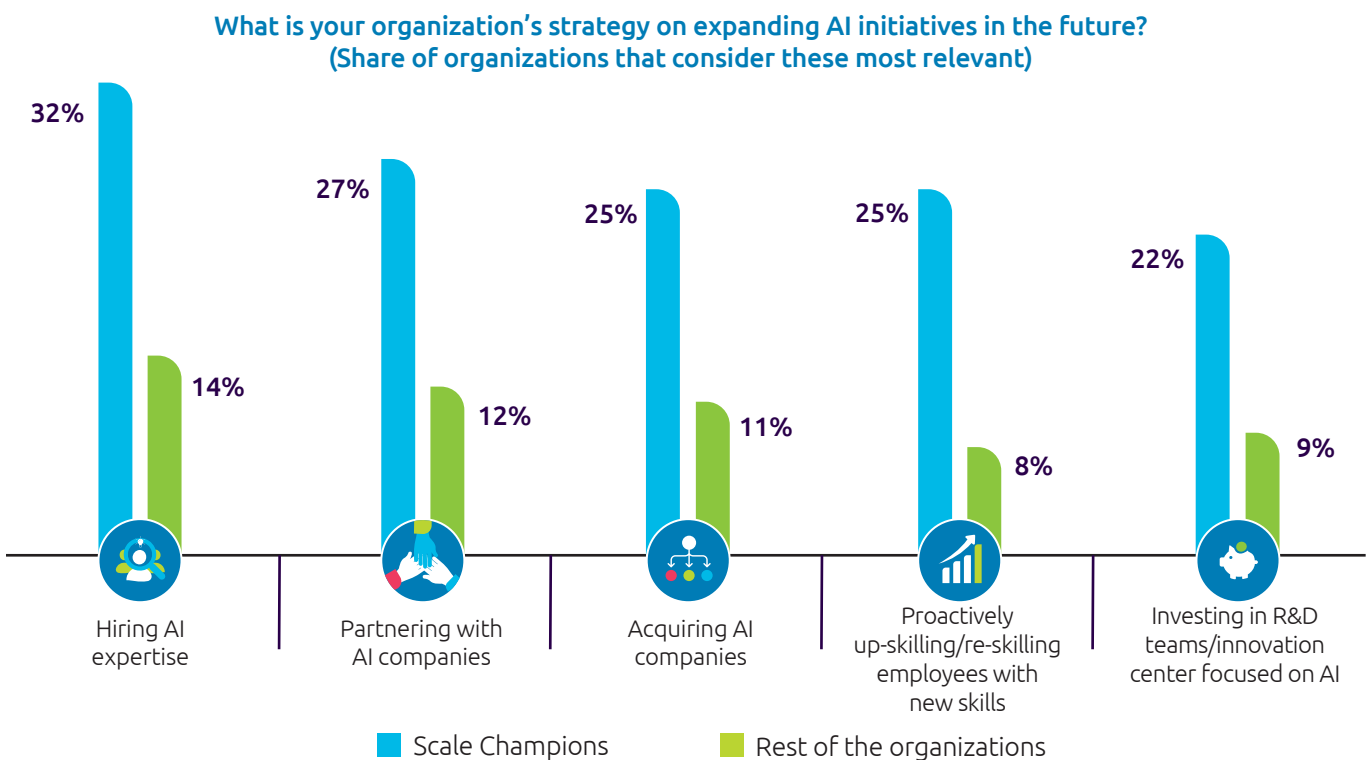 What is your organization’s strategy on expanding AI initiatives in the future?
(Share of organizations that consider these most relevant)
32%
14%
27%
12%
25%
11%
25%
8%
22%
9%
Hiring AI
expertise
Partnering with
AI companies
Acquiring AI
companies
Proactively
up-skilling/re-skilling
employees with
new skills
Investing in R&D
teams/innovation
center focused on AI
Scale Champions
Rest of the organizations